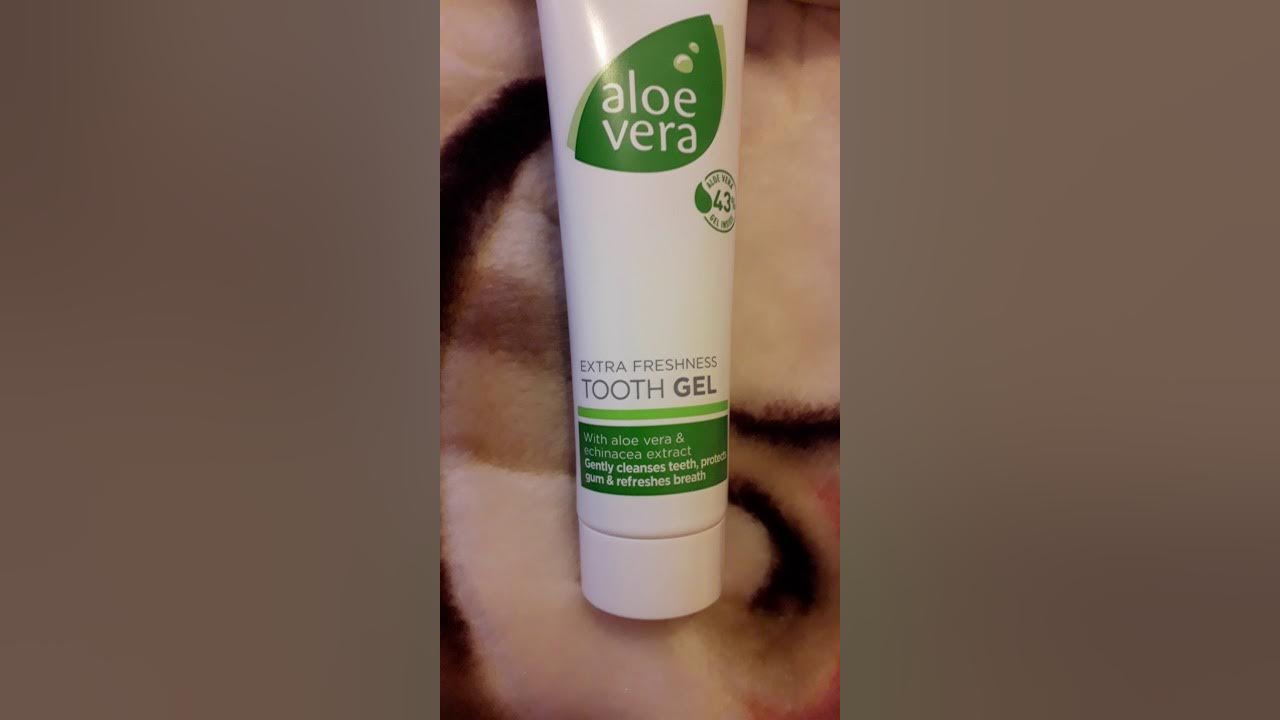 aloe
vera
ALOE VERA
43
GEL
EXTRA FRESHNESS
TOOTH GEL
With aloe vera &
echinacea extract
Gently cleanses teeth, protects
gum & refreshes breath